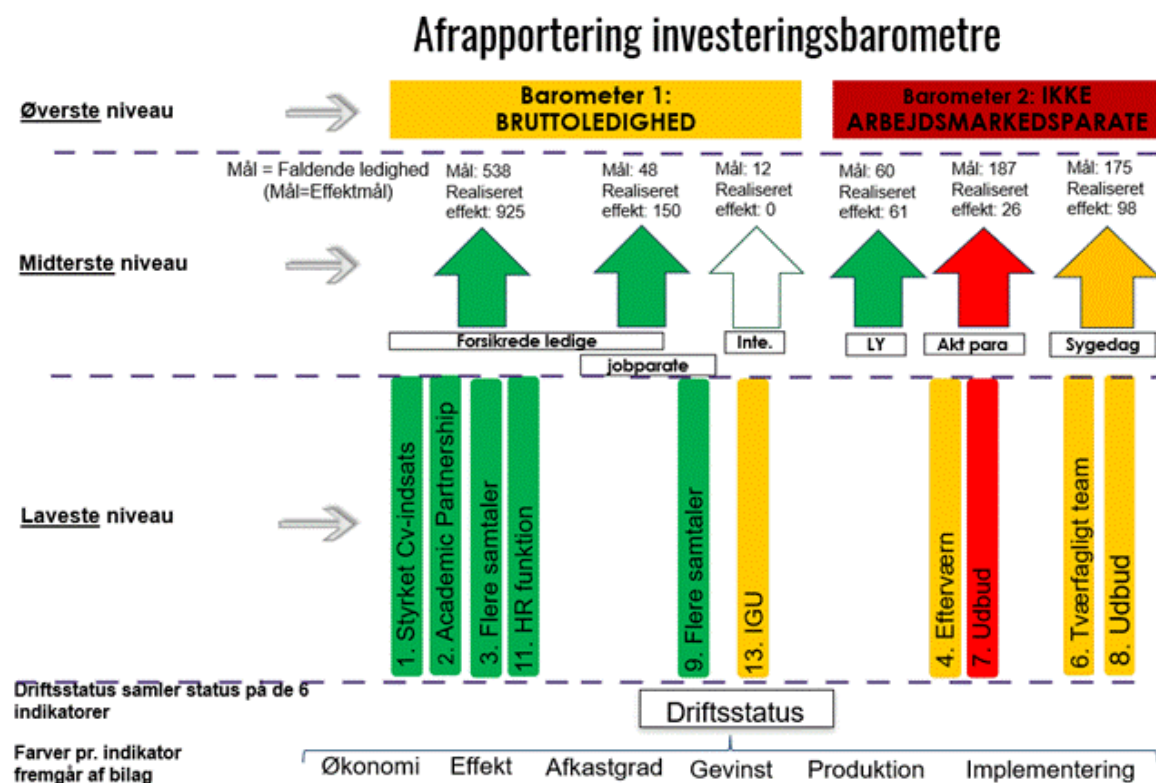 Afrapportering investeringsbarometre
Øverste niveau
Barometer 1:
BRUTTOLEDIGHED
Barometer 2: IKKE
ARBEJDSMARKEDSPARATE
Mål = Faldende ledighed
(Mål=Effektmål)
Mål: 538
Realiseret
effekt: 925
Mål: 48
Realiseret
effekt: 150
Mål: 12
Realiseret
effekt: 0
Mål: 60
Realiseret
effekt: 61
Mål: 187
Realiseret
effekt: 26
Mål: 175
Realiseret
effekt: 98
Midterste niveau
Forsikrede ledige
jobparate
Inte.
LY
Akt para
Sygedag
Laveste niveau
1. Styrket Cv-indsats
2. Academic Partnership
3. Flere samtaler
11. HR funktion
9. Flere samtaler
13. IGU
4. Efterværn
7. Udbud
6. Tværfagligt team
8. Udbud
Driftsstatus samler status på de 6
indikatorer
Driftsstatus
Farver pr. indikator
fremgår af bilag
Økonomi
Effekt
Afkastgrad
Gevinst
Produktion
Implementering